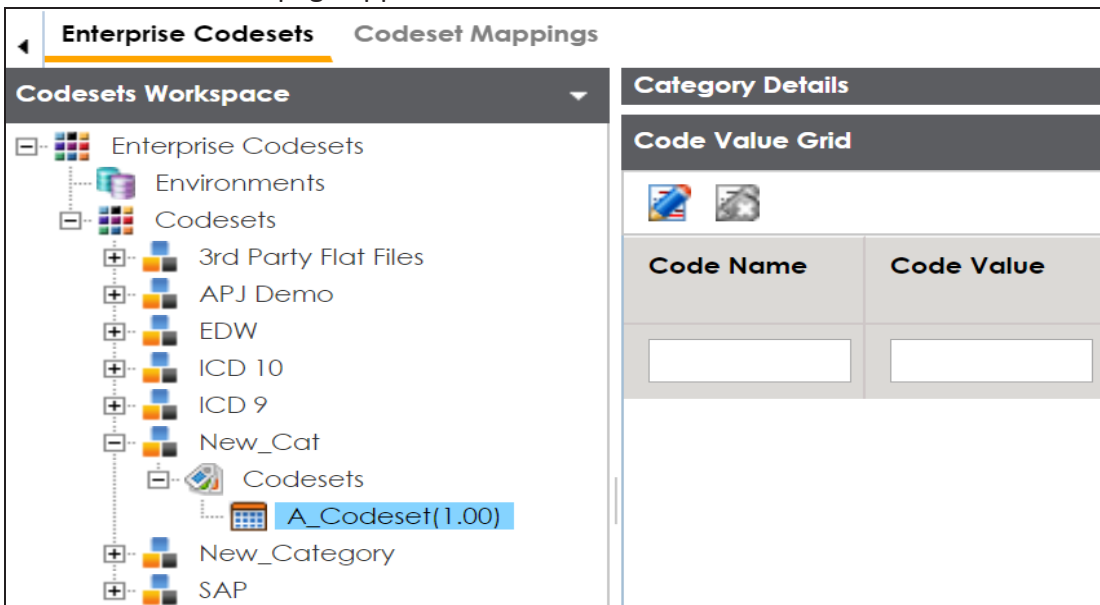 Enterprise Codesets Codeset Mappings
Codesets Workspace
Enterprise Codesets
Environments
Codesets
3rd Party Flat Files
APJ Demo
EDW
ICD 10
ICD 9
New_Cat
Codesets
A_Codeset(1.00)
New_Category
SAP
Category Details
Code Value Grid
Code Name Code Value